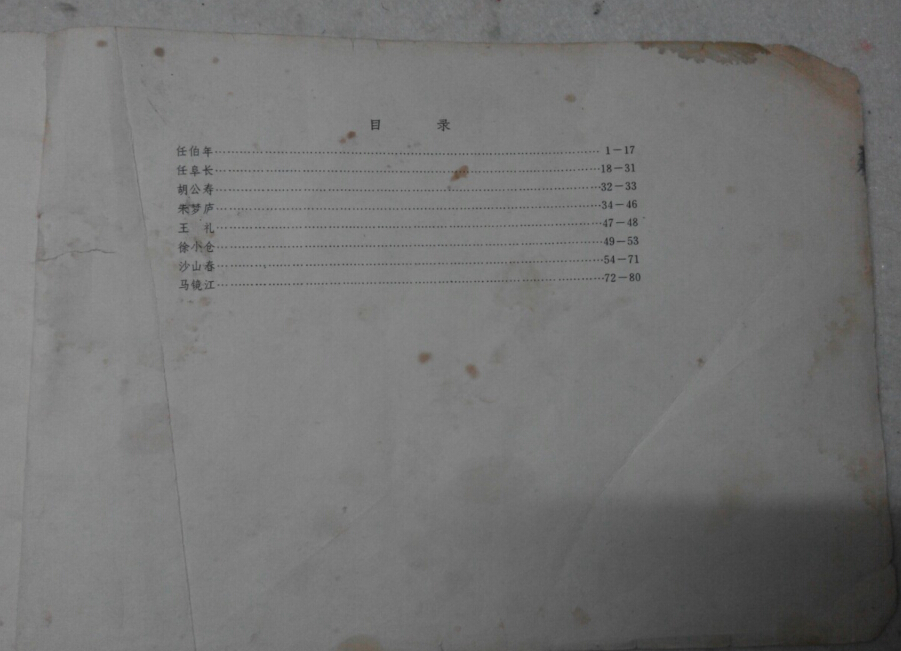 目 录
任伯年……………………………………1－17
任阜长……………………………………18－31
胡公寿……………………………………32－33
朱梦庐……………………………………34－46
王 礼……………………………………47－48
徐小仓……………………………………49－53
沙山春……………………………………54－71
马镜江……………………………………72－80